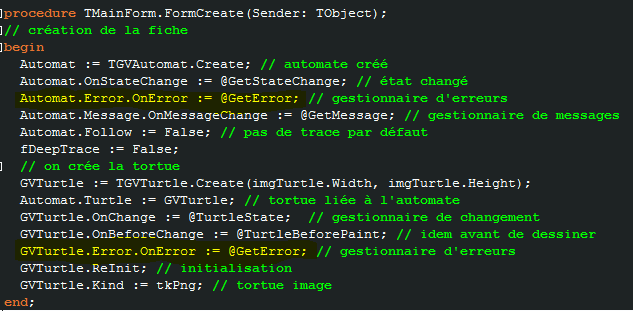 procedure TMainForm.FormCreate(Sender: TObject);
// création de la fiche
begin
  Automat := TGVAutomat.Create; // automate créé
  Automat.OnStateChange := @GetStateChange; // état changé
  Automat.Error.OnError := @GetError; // gestionnaire d'erreurs
  Automat.Message.OnMessageChange := @GetMessage; // gestionnaire de messages
  Automat.Follow := False; // pas de trace par défaut
  fDeepTrace := False;
  // on crée la tortue
  GVTurtle := TGVTurtle.Create(imgTurtle.Width, imgTurtle.Height);
  Automat.Turtle := GVTurtle; // tortue liée à l'automate
  GVTurtle.OnChange := @TurtleState;  // gestionnaire de changement
  GVTurtle.OnBeforeChange := @TurtleBeforePaint; // idem avant de dessiner
  GVTurtle.Error.OnError := @GetError; // gestionnaire d'erreurs
  GVTurtle.ReInit; // initialisation
  GVTurtle.Kind := tkPng; // tortue image
end;